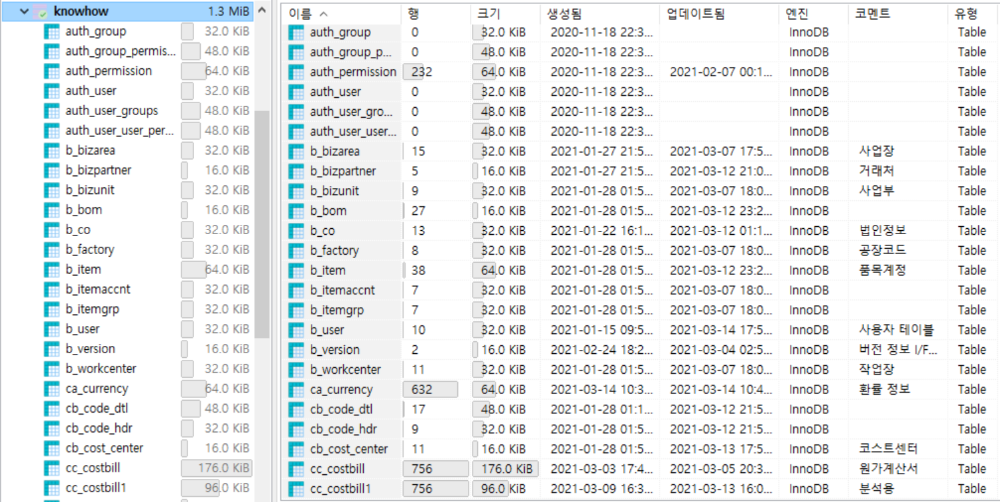 knowhow 1.3 MiB
auth_group 32.0 KiB
auth_group_permis... 48.0 KiB
auth_permission 64.0 KiB
auth_user 32.0 KiB
auth_user_groups 48.0 KiB
auth_user_user_per... 48.0 KiB
b_bizarea 32.0 KiB
b_bizpartner 16.0 KiB
b_bizunit 32.0 KiB
b_bom 16.0 KiB
b_co 32.0 KiB
b_factory 32.0 KiB
b_item 64.0 KiB
b_itemaccnt 32.0 KiB
b_itemgrp 32.0 KiB
b_user 32.0 KiB
b_version 16.0 KiB
b_workcenter 32.0 KiB
ca_currency 64.0 KiB
cb_code_dtl 48.0 KiB
cb_code_hdr 32.0 KiB
cb_cost_center 16.0 KiB
cc_costbill 176.0 KiB
cc_costbill1 96.0 KiB
이름 행 크기 생성됨 업데이트됨 엔진 코멘트 유형
auth_group 0 32.0 KiB 2020-11-18 22:3... InnoDB Table
auth_group_p... 0 48.0 KiB 2020-11-18 22:3... InnoDB Table
auth_permission 232 64.0 KiB 2020-11-18 22:3... 2021-02-07 00:1... InnoDB Table
auth_user 0 32.0 KiB 2020-11-18 22:3... InnoDB Table
auth_user_gro... 0 48.0 KiB 2020-11-18 22:3... InnoDB Table
auth_user_user... 0 48.0 KiB 2020-11-18 22:3... InnoDB Table
b_bizarea 15 32.0 KiB 2021-01-27 21:5... 2021-03-07 17:5... InnoDB 사업장 Table
b_bizpartner 5 16.0 KiB 2021-01-27 21:5... 2021-03-12 21:0... InnoDB 거래처 Table
b_bizunit 9 32.0 KiB 2021-01-28 01:5... 2021-03-07 18:0... InnoDB 사업부 Table
b_bom 27 16.0 KiB 2021-01-28 01:5... 2021-03-12 23:2... InnoDB Table
b_co 13 32.0 KiB 2021-01-22 16:1... 2021-03-12 01:1... InnoDB 법인정보 Table
b_factory 8 32.0 KiB 2021-01-28 01:5... 2021-03-07 18:0... InnoDB 공장코드 Table
b_item 38 64.0 KiB 2021-01-28 01:5... 2021-03-12 23:2... InnoDB 품목계정 Table
b_itemaccnt 7 32.0 KiB 2021-01-28 01:5... 2021-03-07 18:0... InnoDB Table
b_itemgrp 7 32.0 KiB 2021-01-28 01:5... 2021-03-07 18:0... InnoDB Table
b_user 10 32.0 KiB 2021-01-15 09:5... 2021-03-14 17:5... InnoDB 사용자 테이블 Table
b_version 2 16.0 KiB 2021-02-24 18:2... 2021-03-04 02:5... InnoDB 버전 정보 I/F... Table
b_workcenter 11 32.0 KiB 2021-01-28 01:5... 2021-03-07 18:0... InnoDB 작업장 Table
ca_currency 632 64.0 KiB 2021-03-14 10:3... 2021-03-14 10:4... InnoDB 환률 정보 Table
cb_code_dtl 17 48.0 KiB 2021-01-28 01:1... 2021-03-12 21:5... InnoDB Table
cb_code_hdr 9 32.0 KiB 2021-01-28 01:5... 2021-03-12 21:5... InnoDB Table
cb_cost_center 11 16.0 KiB 2021-01-28 01:5... 2021-03-13 17:5... InnoDB 코스트센터 Table
cc_costbill 756 176.0 KiB 2021-03-03 17:4... 2021-03-05 20:3... InnoDB 원가계산서 Table
cc_costbill1 756 96.0 KiB 2021-03-09 16:3... 2021-03-13 16:0... InnoDB 분석용 Table